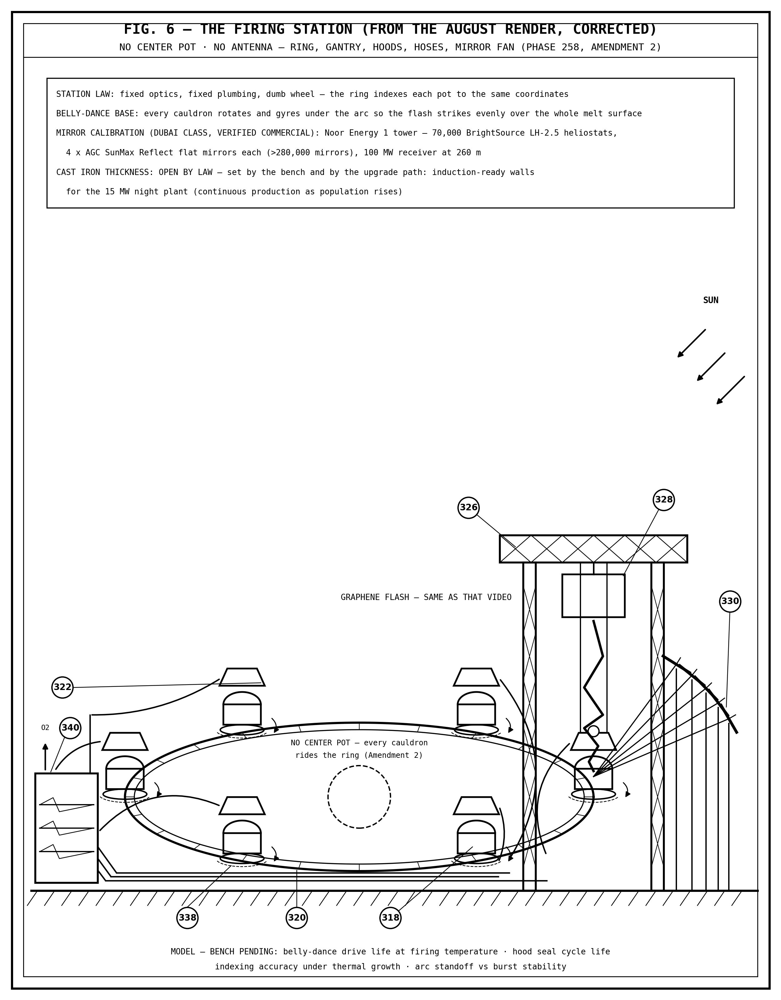 FIG. 6 — THE FIRING STATION (FROM THE AUGUST RENDER, CORRECTED)
NO CENTER POT · NO ANTENNA — RING, GANTRY, HOODS, HOSES, MIRROR FAN (PHASE 258, AMENDMENT 2)
STATION LAW: fixed optics, fixed plumbing, dumb wheel — the ring indexes each pot to the same coordinates
BELLY-DANCE BASE: every cauldron rotates and gyres under the arc so the flash strikes evenly over the whole melt surface
MIRROR CALIBRATION (DUBAI CLASS, VERIFIED COMMERCIAL): Noor Energy 1 tower — 70,000 BrightSource LH-2.5 heliostats,
4 x AGC SunMax Reflect flat mirrors each (>280,000 mirrors), 100 MW receiver at 260 m
CAST IRON THICKNESS: OPEN BY LAW — set by the bench and by the upgrade path: induction-ready walls
for the 15 MW night plant (continuous production as population rises)
SUN
326
328
GRAPHENE FLASH — SAME AS THAT VIDEO
330
322
O2
340
NO CENTER POT — every cauldron
rides the ring (Amendment 2)
338
320
318
MODEL — BENCH PENDING: belly-dance drive life at firing temperature · hood seal cycle life
indexing accuracy under thermal growth · arc standoff vs burst stability